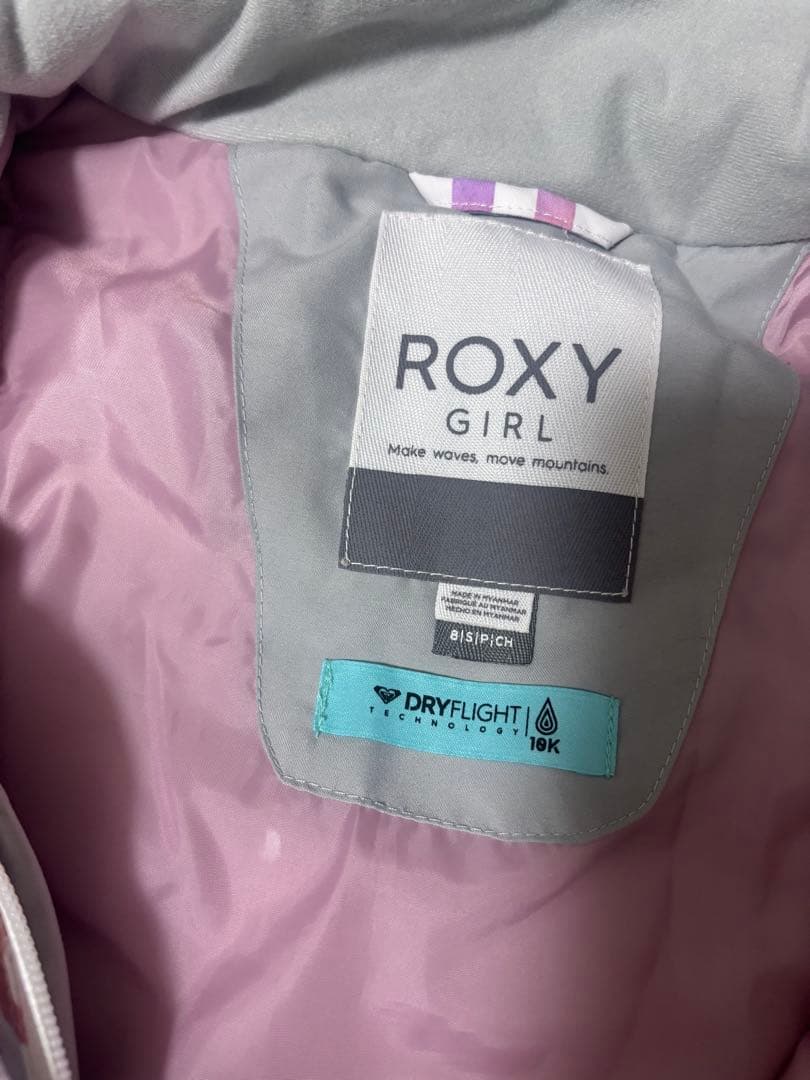 ROXY
GIRL
Make waves, move mountains.
MADE IN MYANMAR
FABRIQUÉ AU MYANMAR
HECHO EN MYANMAR
8|S|P|CH
DRYFLIGHT
TECHNOLOGY
10K